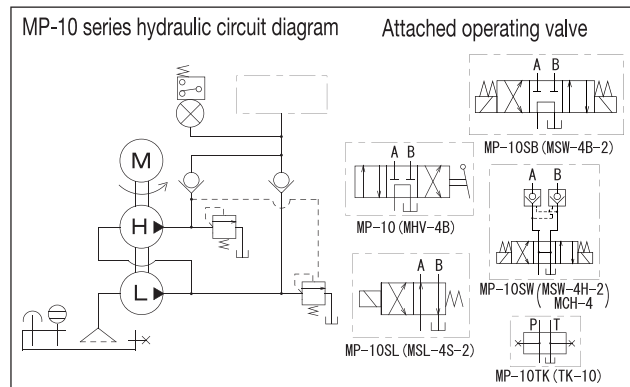 MP-10 series hydraulic circuit diagram
Attached operating valve
A B
MP-10SB (MSW-4B-2)
M
H
L
A B
MP-10 (MHV-4B)
A B
MP-10SW (MSW-4H-2
MCH-4)
A B
MP-10SL (MSL-4S-2)
P T
MP-10TK (TK-10)